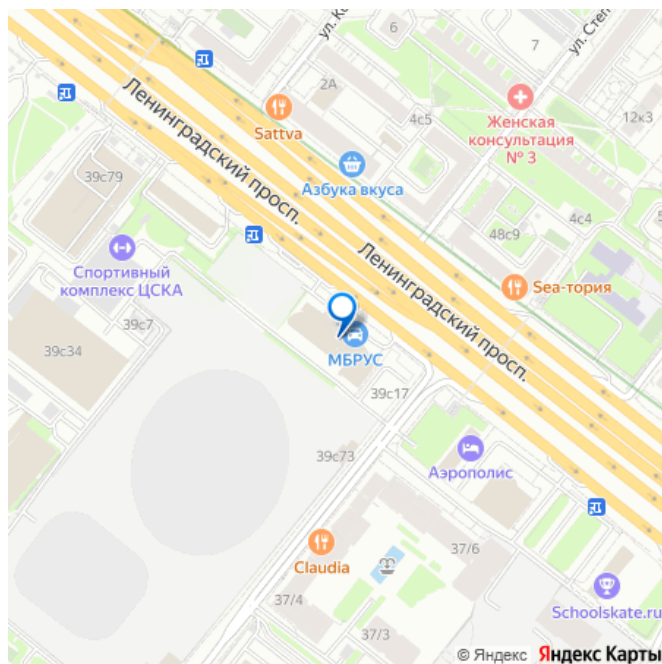 ул. Ко
6
ул. Степ
7
2А
4с5
Sattva
Женская
консультация
№ 3
12к3
Ленинградский просп.
39с79
Азбука вкуса
4с4
48с9
Спортивный
комплекс ЦСКА
Ленинградский просп.
Sea-тория
39с7
39с34
МБРУС
39с17
39с73
Аэрополис
Claudia
37/6
37/4
Schoolskate.ru
37/3
© Яндекс Яндекс Карты